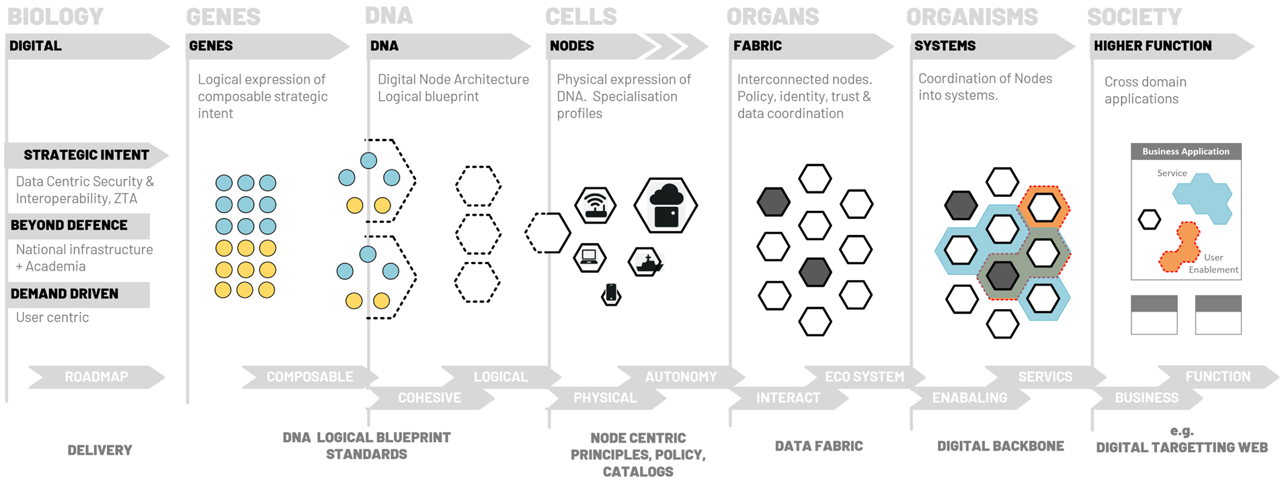 BIOLOGY
GENES
DNA
CELLS
ORGANS
ORGANISMS
SOCIETY
DIGITAL
GENES
DNA
NODES
FABRIC
SYSTEMS
HIGHER FUNCTION
Logical expression of
composable strategic
intent
Digital Node Architecture
Logical blueprint
Physical expression of
DNA. Specialisation
profiles
Interconnected nodes.
Policy, identity, trust &
data coordination
Coordination of Nodes
into systems.
Cross domain
applications
STRATEGIC INTENT
Data Centric Security &
Interoperability, ZTA
BEYOND DEFENCE
National infrastructure
+ Academia
DEMAND DRIVEN
User centric
Business Application
Service
User
Enablement
ROADMAP
COMPOSABLE
LOGICAL
AUTONOMY
ECO SYSTEM
SERVICS
FUNCTION
COHESIVE
PHYSICAL
INTERACT
ENABALING
BUSINESS
DELIVERY
DNA LOGICAL BLUEPRINT
STANDARDS
NODE CENTRIC
PRINCIPLES, POLICY,
CATALOGS
DATA FABRIC
DIGITAL BACKBONE
e.g.
DIGITAL TARGETTING WEB